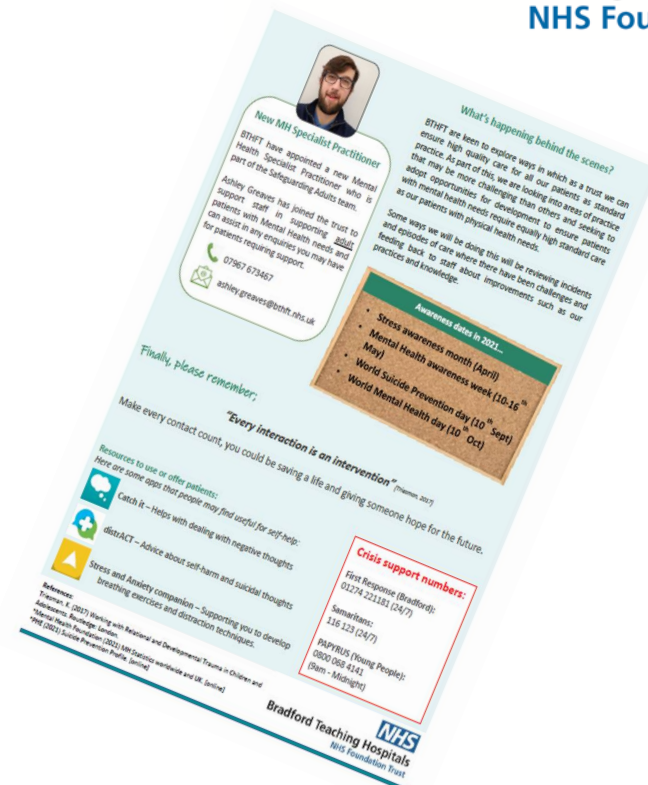 NHS Fou
New MH Specialist Practitioner
BTHFT have appointed a new Mental
Health Specialist Practitioner who is
part of the Safeguarding Adults team.
Ashley Greaves has joined the trust to
support staff in supporting adult
patients with Mental Health needs and
can assist in any enquiries you may have
for patients requiring support.
07967 673467
ashley.greaves@bthft.nhs.uk
What's happening behind the scenes?
BTHFT are keen to explore ways in which as a trust we can
ensure high quality care for all our patients as standard
practice. As part of this, we are looking into areas of practice
that may be more challenging than others and seeking to
adopt opportunities for development to ensure patients
with mental health needs require equally high standard care
as our patients with physical health needs.
Some ways we will be doing this will be reviewing incidents
and episodes of care where there have been challenges and
feeding back to staff about improvements such as our
practices and knowledge.
Awareness dates in 2021...
• Stress awareness month (April)
• Mental Health awareness week (10-16th
May)
• World Suicide Prevention day (10th Sept)
• World Mental Health day (10th Oct)
Finally, please remember;
"Every interaction is an intervention" (Triesman, 2017)
Make every contact count, you could be saving a life and giving someone hope for the future.
Resources to use or offer patients:
Here are some apps that people may find useful for self-help:
Catch it – Helps with dealing with negative thoughts
distrACT – Advice about self-harm and suicidal thoughts
Stress and Anxiety companion – Supporting you to develop
breathing exercises and distraction techniques.
Crisis support numbers:
First Response (Bradford):
01274 221181 (24/7)
Samaritans:
116 123 (24/7)
PAPYRUS (Young People):
0800 068 4141
(9am - Midnight)
References:
Triesman, K. (2017) Working with Relational and Developmental Trauma in Children and
Adolescents. Routledge: London.
*Mental Health Foundation (2021) MH Statistics worldwide and UK. [online]
*PHE (2021) Suicide Prevention Profile. [online]
NHS
Bradford Teaching Hospitals
NHS Foundation Trust